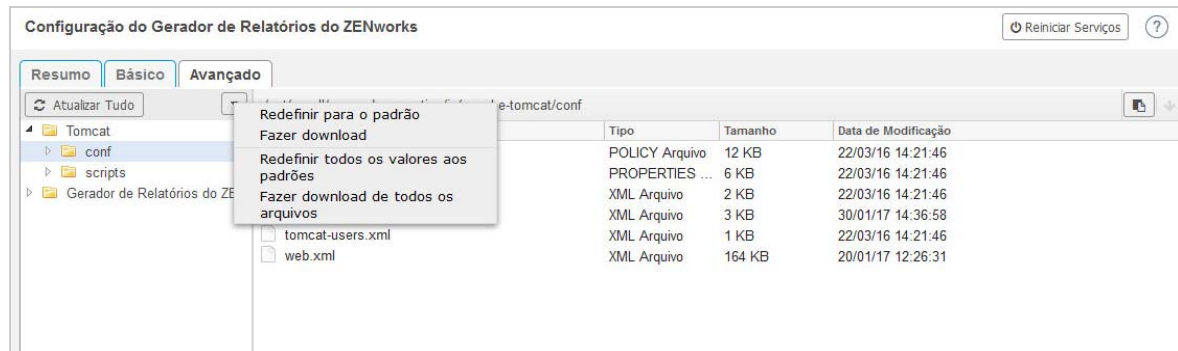 Configuração do Gerador de Relatórios do ZENworks
Reiniciar Serviços
?
Resumo Básico Avançado
Atualizar Tudo
e-tomcat/conf
Redefinir para o padrão
Fazer download
Redefinir todos os valores aos
padrões
Fazer download de todos os
arquivos
Tomcat
conf
scripts
Gerador de Relatórios do ZE
Tipo Tamanho Data de Modificação
POLICY Arquivo 12 KB 22/03/16 14:21:46
PROPERTIES ... 6 KB 22/03/16 14:21:46
XML Arquivo 2 KB 22/03/16 14:21:46
XML Arquivo 3 KB 30/01/17 14:36:58
tomcat-users.xml XML Arquivo 1 KB 22/03/16 14:21:46
web.xml XML Arquivo 164 KB 20/01/17 12:26:31